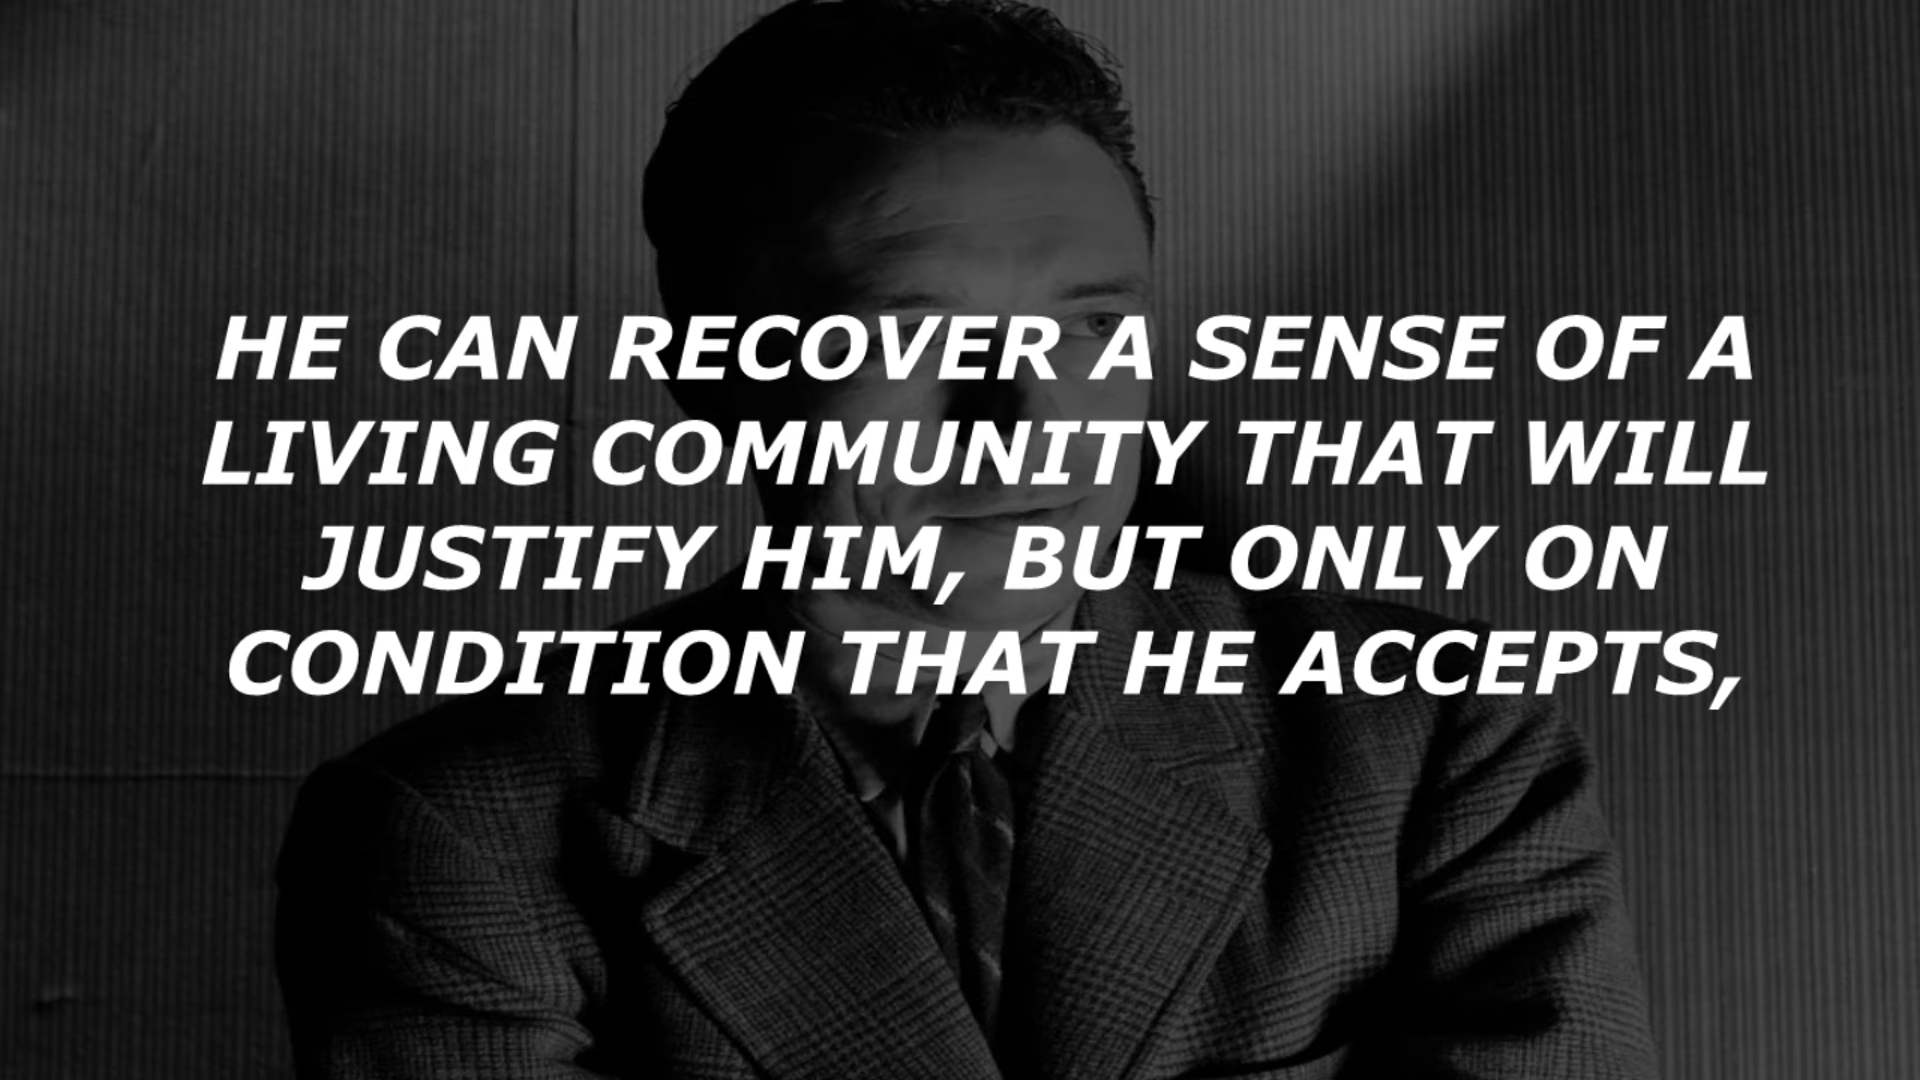 HE CAN RECOVER A SENSE OF A
LIVING COMMUNITY THAT WILL
JUSTIFY HIM, BUT ONLY ON
CONDITION THAT HE ACCEPTS,